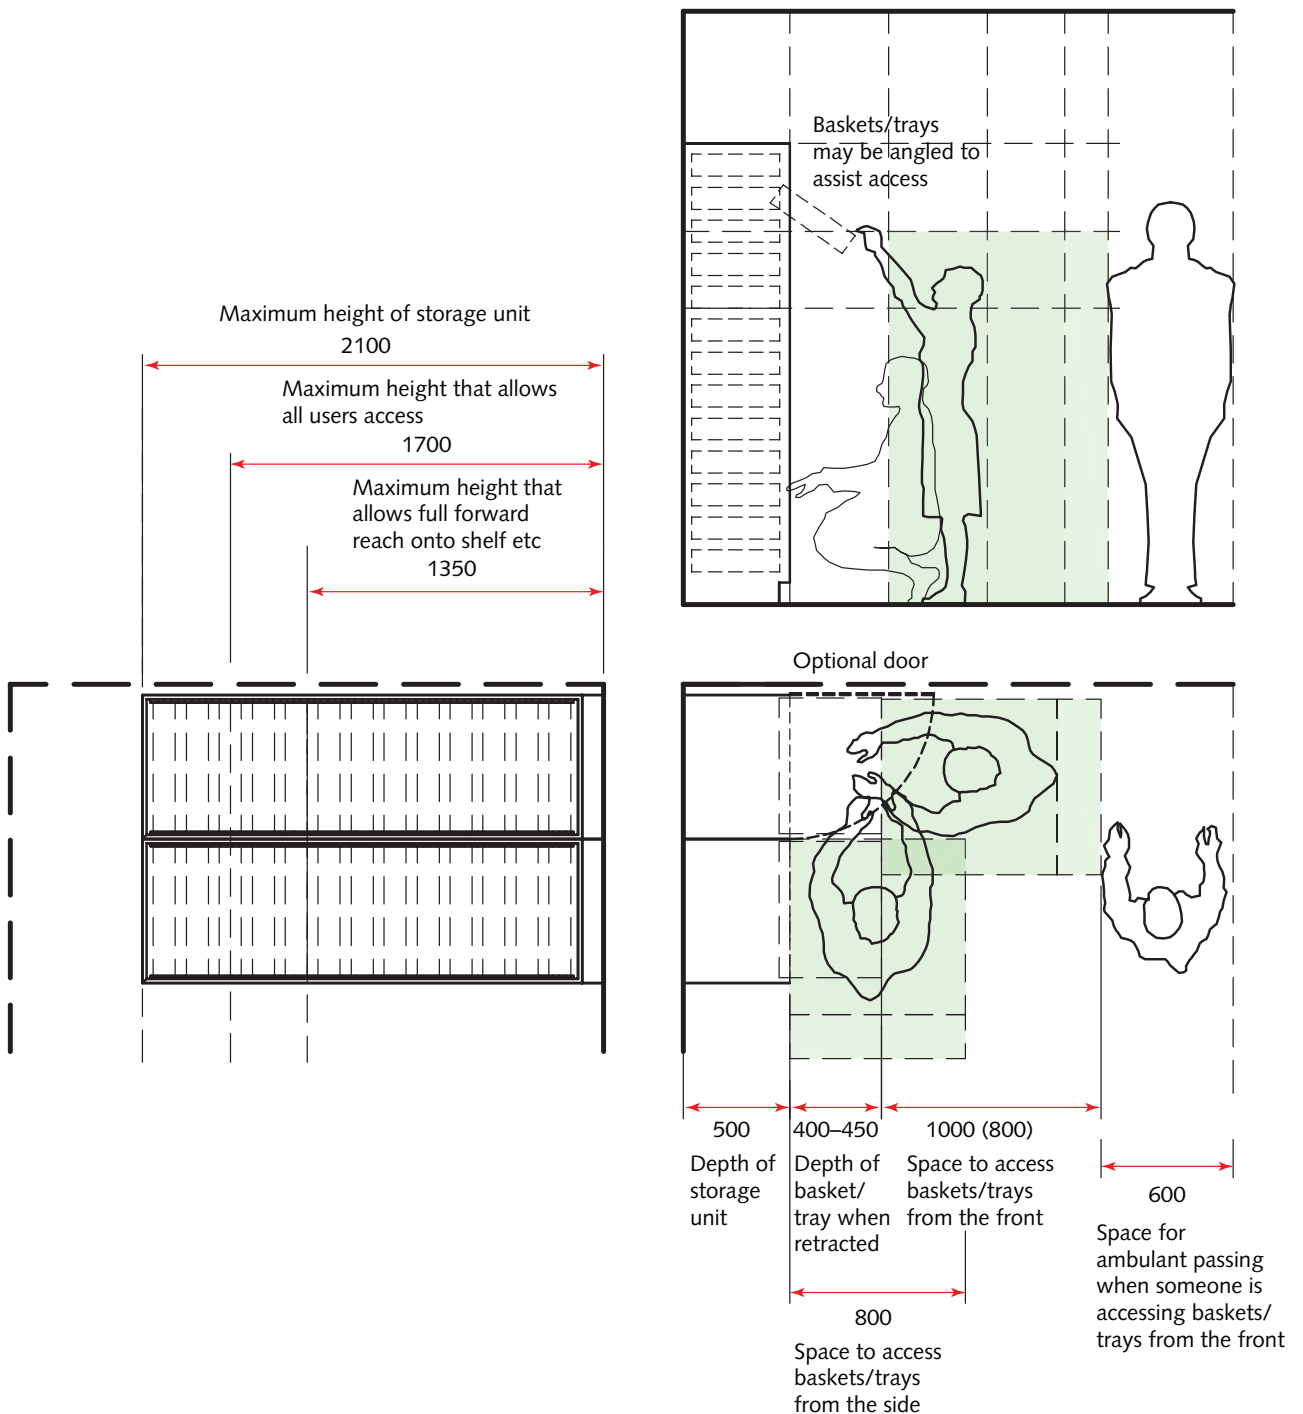 Baskets/trays
may be angled to
assist access
Maximum height of storage unit
2100
Maximum height that allows
all users access
1700
Maximum height that
allows full forward
reach onto shelf etc
1350
Optional door
500
Depth of
storage
unit
400–450
Depth of
basket/
tray when
retracted
1000 (800)
Space to access
baskets/trays
from the front
600
Space for
ambulant passing
when someone is
accessing baskets/
trays from the front
800
Space to access
baskets/trays
from the side